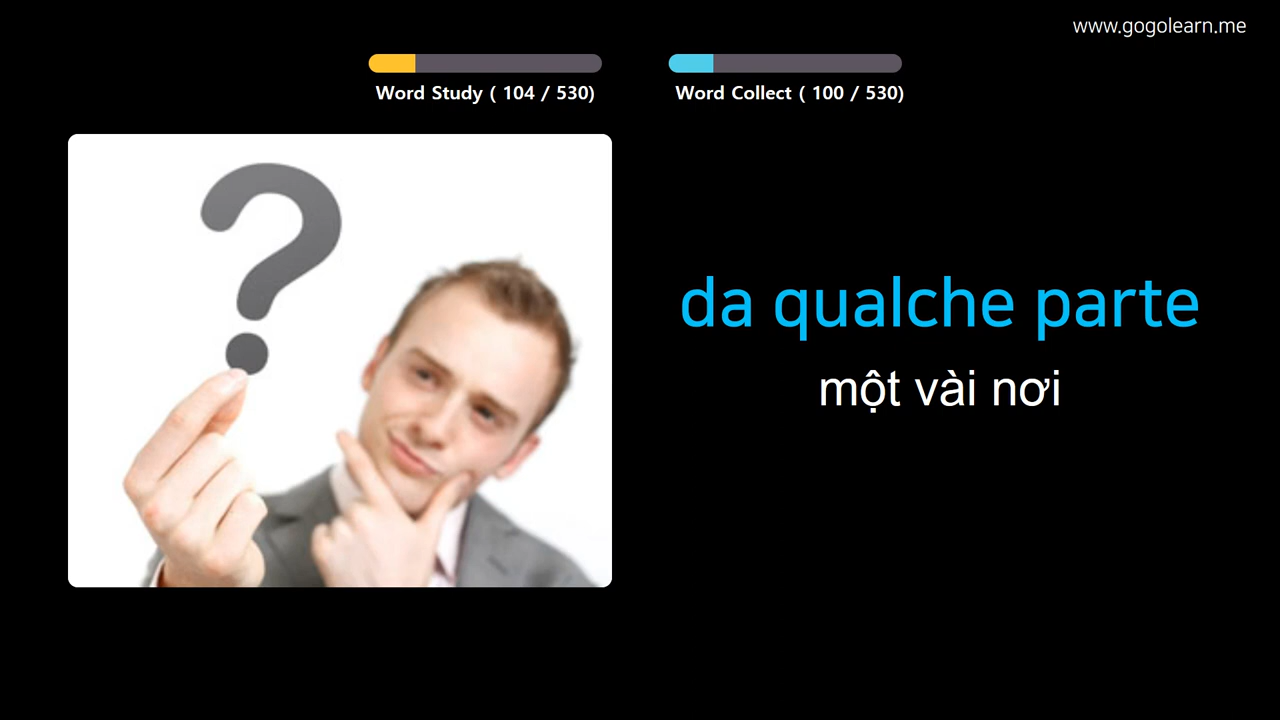 www.gogolearn.me
Word Study ( 104 / 530)
Word Collect ( 100 / 530)
?
da qualche parte
một vài nơi